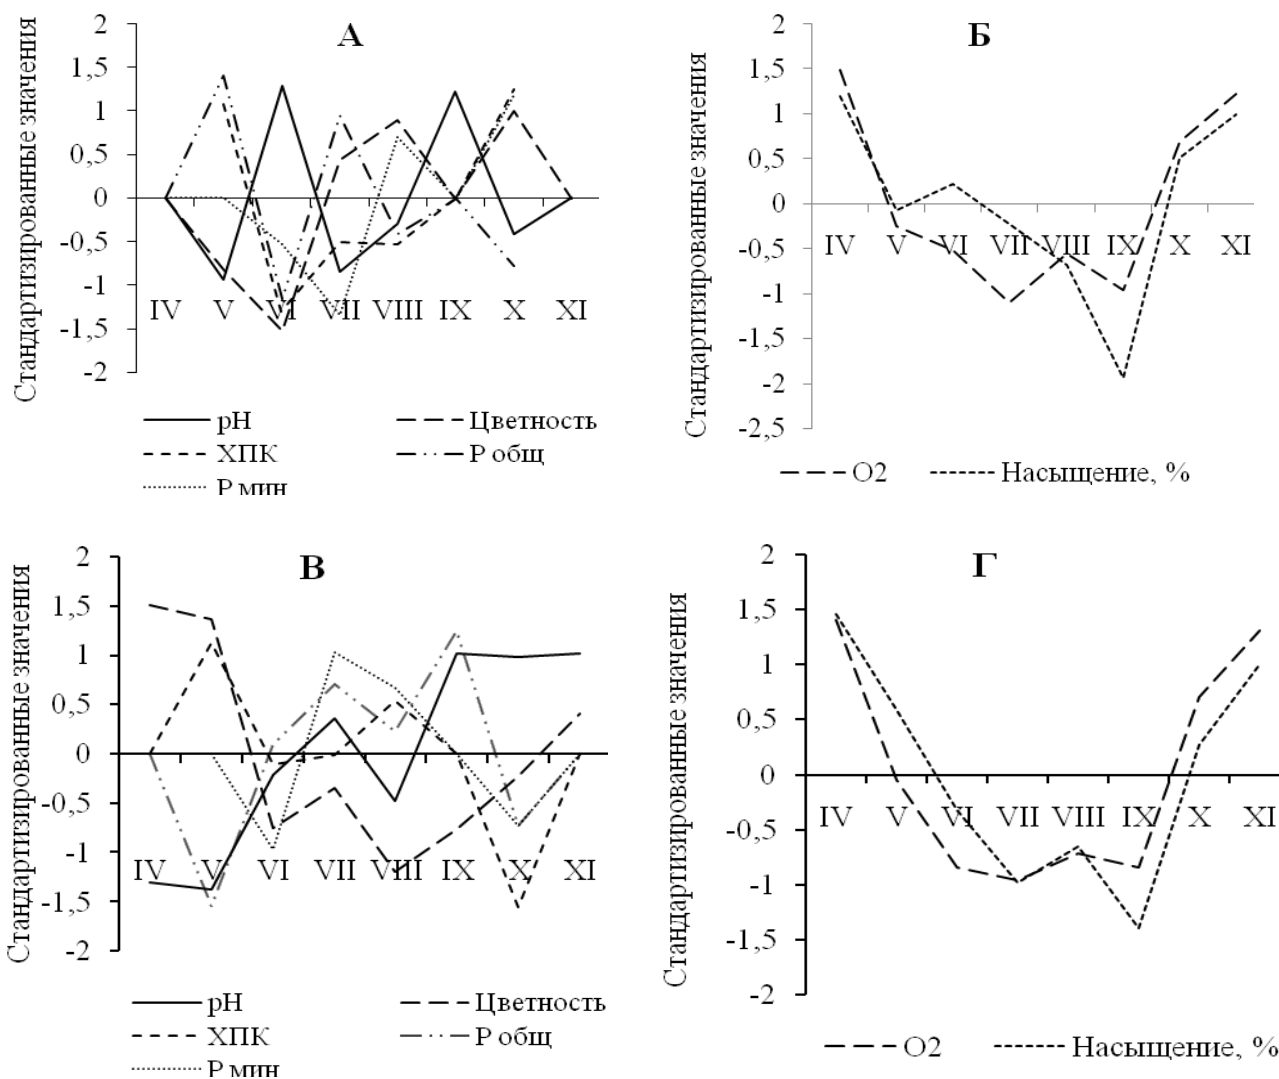 А
Стандартизированные значения
2
1,5
1
0,5
0
-0,5
-1
-1,5
-2
IV V VI VII VIII IX X XI
pH Цветность
ХПК Р общ
Р мин
Б
Стандартизированные значения
2
1,5
1
0,5
0
-0,5
-1
-1,5
-2
-2,5
IV V VI VII VIII IX X XI
О2 Насыщение, %
В
Стандартизированные значения
2
1,5
1
0,5
0
-0,5
-1
-1,5
-2
IV V VI VII VIII IX X XI
pH Цветность
ХПК Р общ
Р мин
Г
Стандартизированные значения
2
1,5
1
0,5
0
-0,5
-1
-1,5
-2
IV V VI VII VIII IX X XI
О2 Насыщение, %